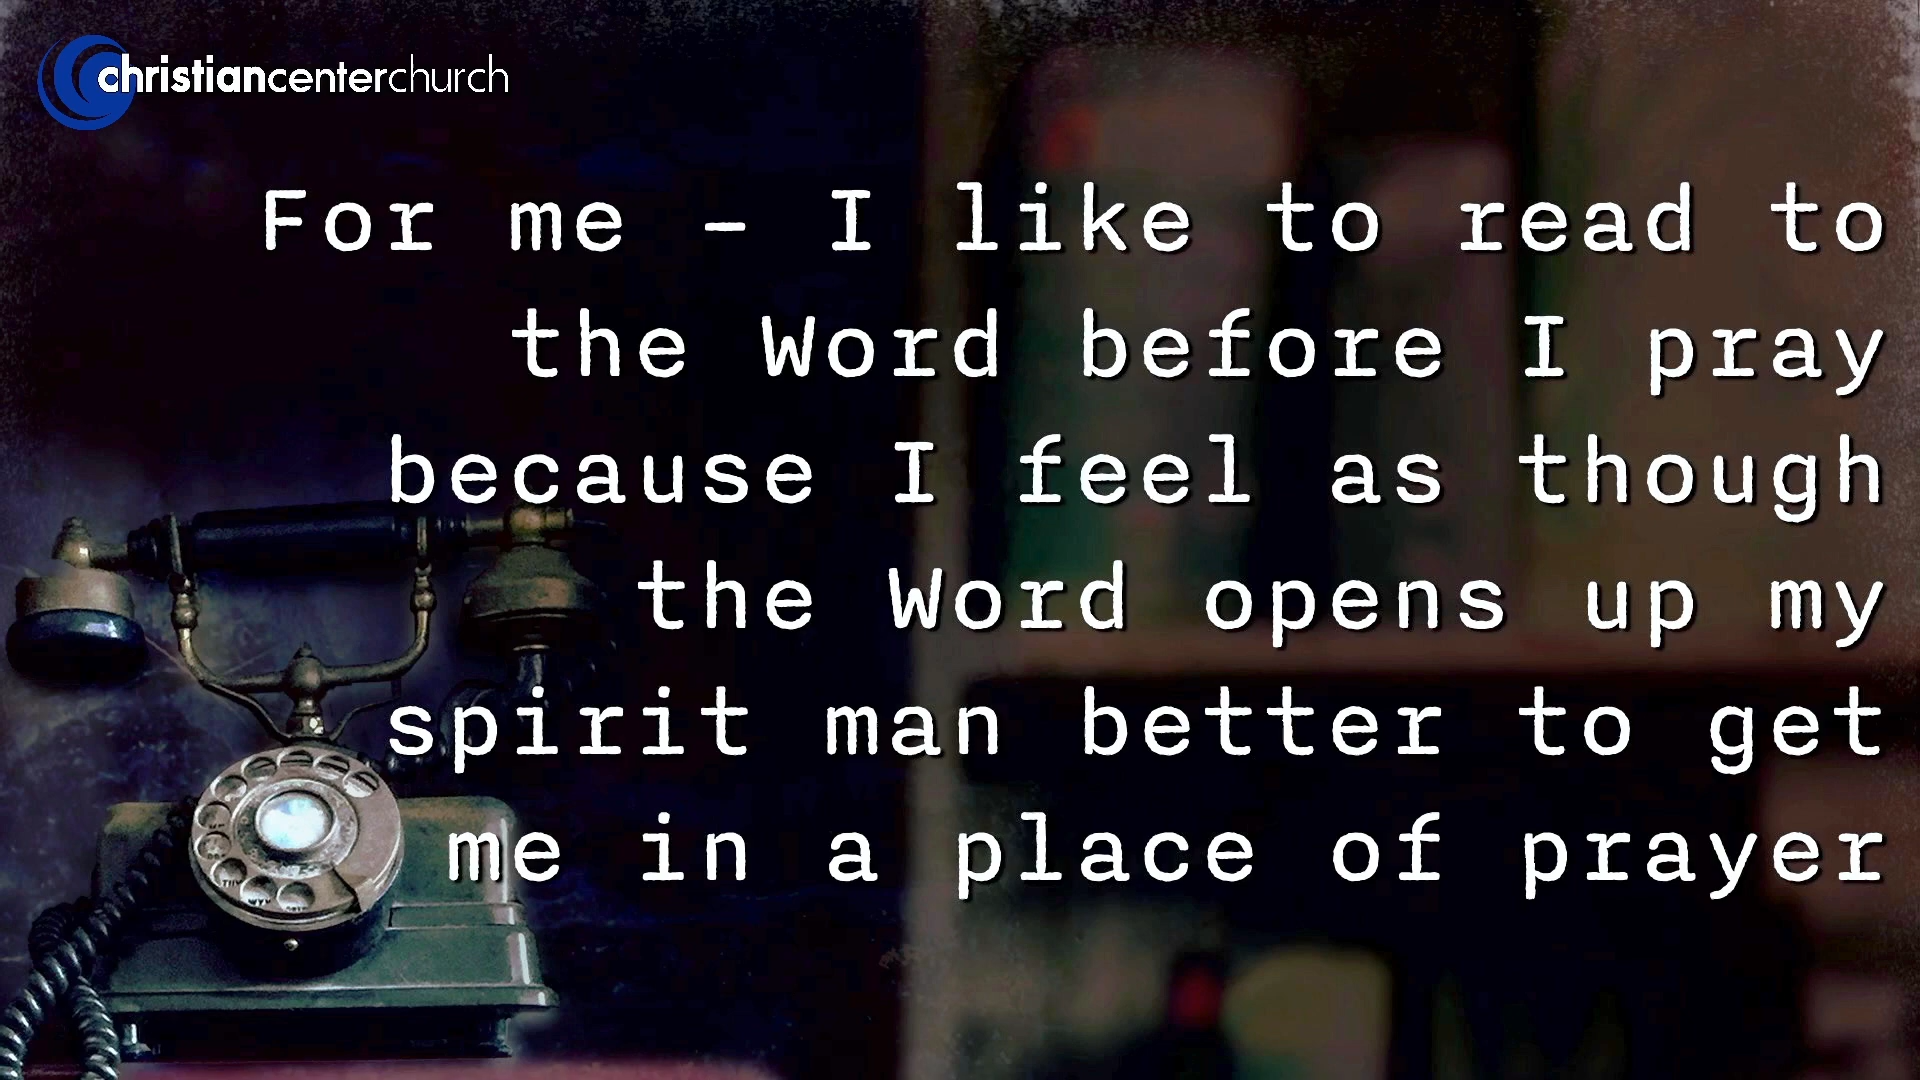 christiancenterchurch
For me – I like to read to
the Word before I pray
because I feel as though
the Word opens up my
spirit man better to get
me in a place of prayer